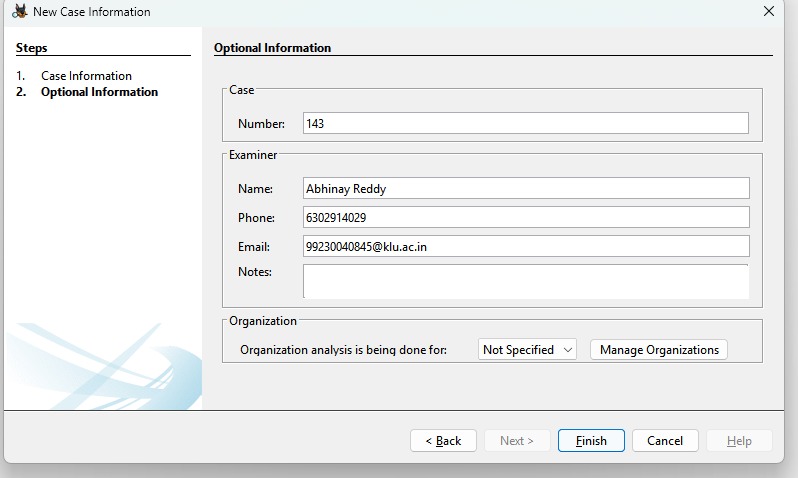 New Case Information
Steps
1. Case Information
2. Optional Information
Optional Information
Case
Number: 143
Examiner
Name: Abhinay Reddy
Phone: 6302914029
Email: 99230040845@klu.ac.in
Notes:
Organization
Organization analysis is being done for: Not Specified Manage Organizations
< Back Next > Finish Cancel Help